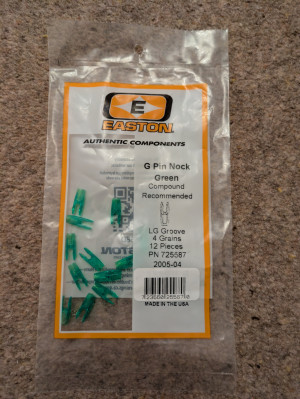 E
EASTON
AUTHENTIC COMPONENTS
G Pin Nock
Green
Compound
Recommended
LG Groove
4 Grains
12 Pieces
PN 725587
2005-04
MADE IN THE USA